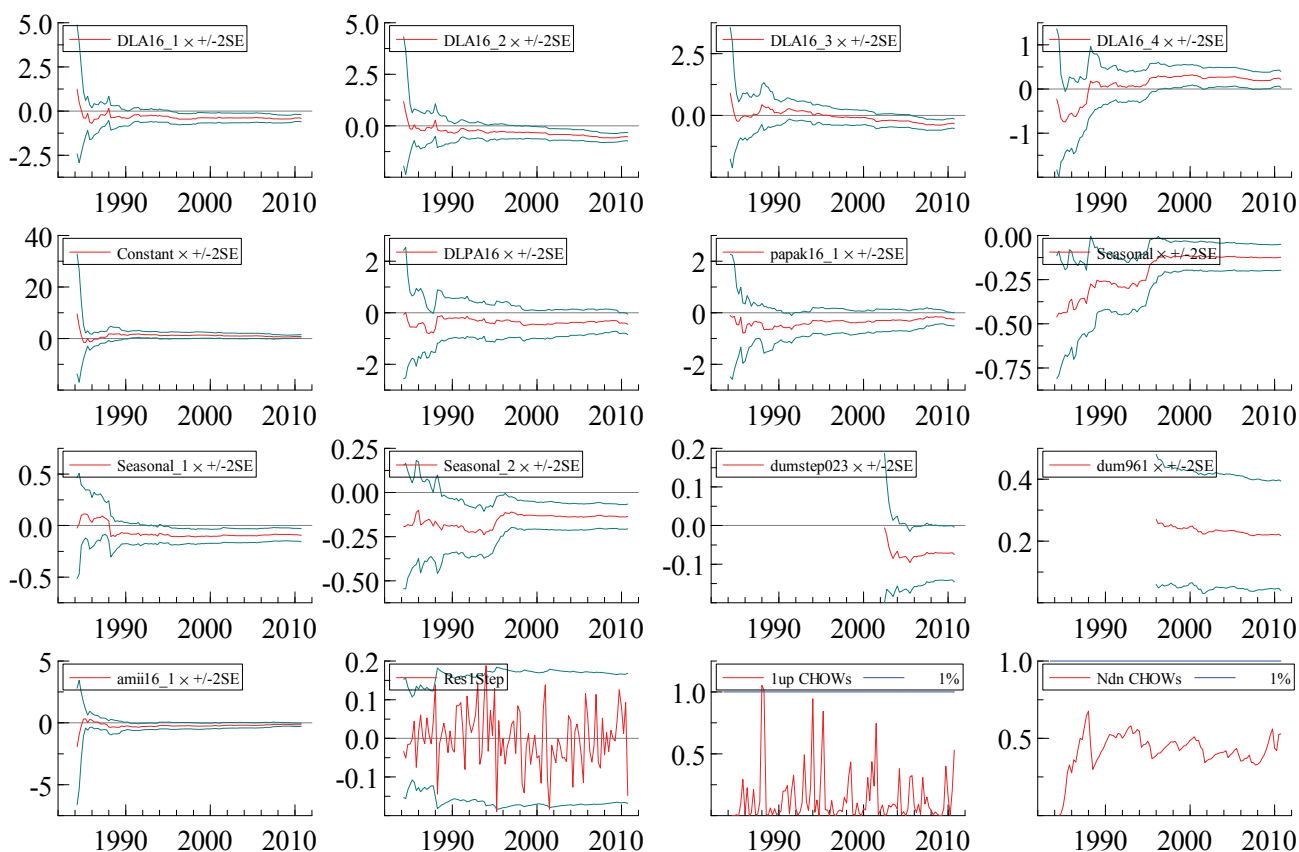 5.0 DLA16_1 × +/-2SE
2.5
0.0
-2.5
1990 2000 2010
5.0 DLA16_2 × +/-2SE
2.5
0.0
1990 2000 2010
DLA16_3 × +/-2SE
2.5
0.0
1990 2000 2010
DLA16_4 × +/-2SE
1
0
-1
1990 2000 2010
40 Constant × +/-2SE
20
0
1990 2000 2010
DLPA16 × +/-2SE
2
0
-2
1990 2000 2010
papak16_1 × +/-2SE
2
0
-2
1990 2000 2010
0.00 Seasonal × +/-2SE
-0.25
-0.50
-0.75
1990 2000 2010
Seasonal_1 × +/-2SE
0.5
0.0
-0.5
1990 2000 2010
0.25 Seasonal_2 × +/-2SE
0.00
-0.25
-0.50
1990 2000 2010
0.2 dumstep023 × +/-2SE
0.1
0.0
-0.1
1990 2000 2010
dum961 × +/-2SE
0.4
0.2
1990 2000 2010
5 amii16_1 × +/-2SE
0
-5
1990 2000 2010
0.2 Res1Step
0.1
0.0
-0.1
1990 2000 2010
1up CHOWs 1%
1.0
0.5
1990 2000 2010
1.0 Ndn CHOWs 1%
0.5
1990 2000 2010